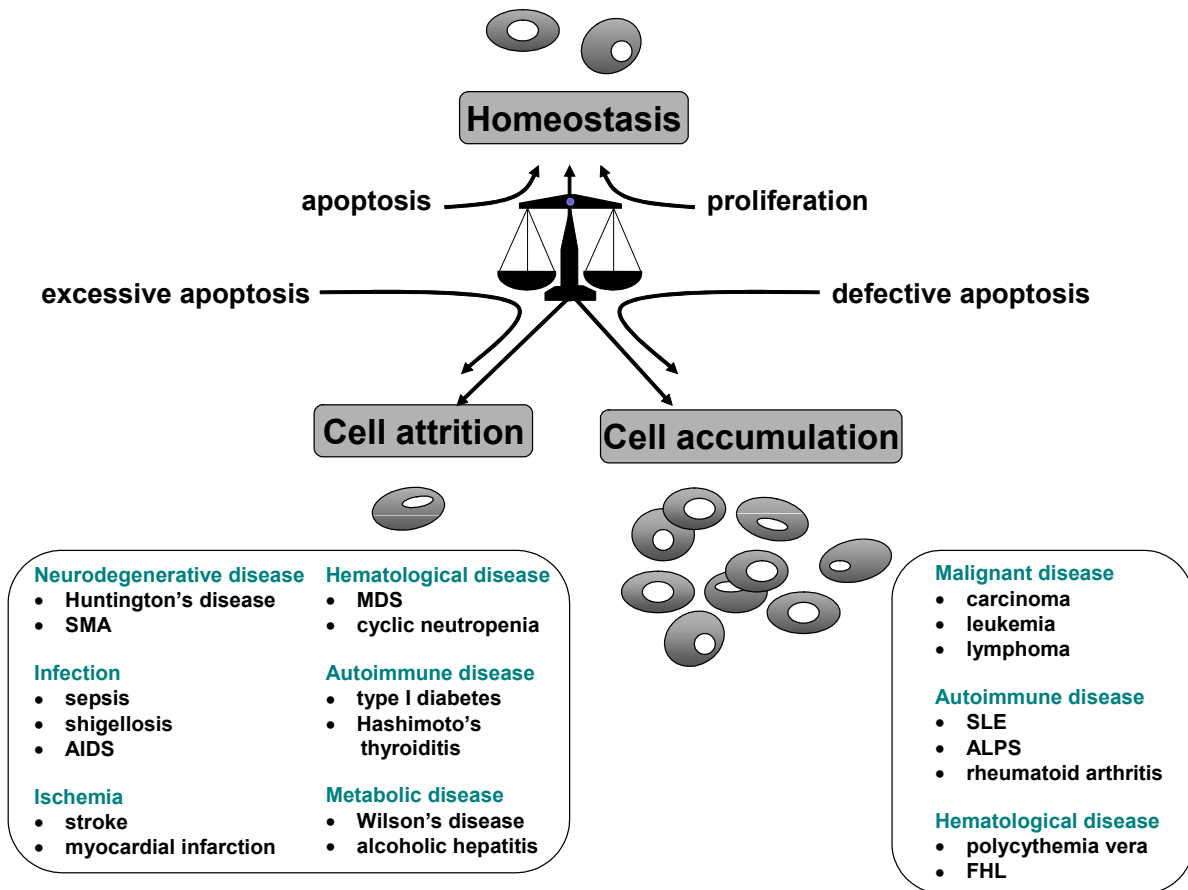 Homeostasis
apoptosis
proliferation
excessive apoptosis
defective apoptosis
Cell attrition
Cell accumulation
Neurodegenerative disease
• Huntington’s disease
• SMA
Infection
• sepsis
• shigellosis
• AIDS
Ischemia
• stroke
• myocardial infarction
Hematological disease
• MDS
• cyclic neutropenia
Autoimmune disease
• type I diabetes
• Hashimoto’s
thyroiditis
Metabolic disease
• Wilson’s disease
• alcoholic hepatitis
Malignant disease
• carcinoma
• leukemia
• lymphoma
Autoimmune disease
• SLE
• ALPS
• rheumatoid arthritis
Hematological disease
• polycythemia vera
• FHL